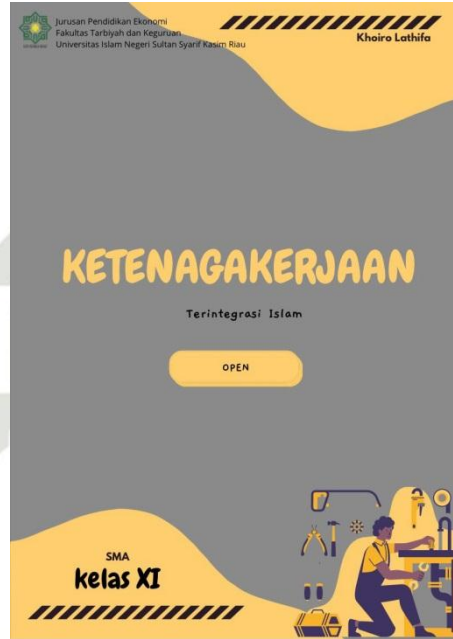 Jurusan Pendidikan Ekonomi
Fakultas Tarbiyah dan Keguruan
Universitas Islam Negeri Sultan Syarif Kasim Riau
Khoiro Lathifa
KETENAGAKERJAAN
Terintegrasi Islam
OPEN
SMA
kelas XI